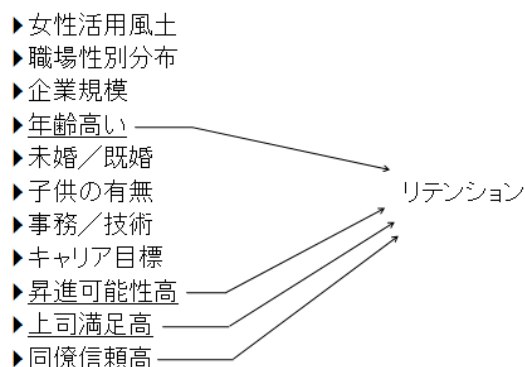 ▶女性活用風土
▶職場性別分布
▶企業規模
▶年齢高い
▶未婚／既婚
▶子供の有無
リテンション
▶事務／技術
▶キャリア目標
▶昇進可能性高
▶上司満足高
▶同僚信頼高